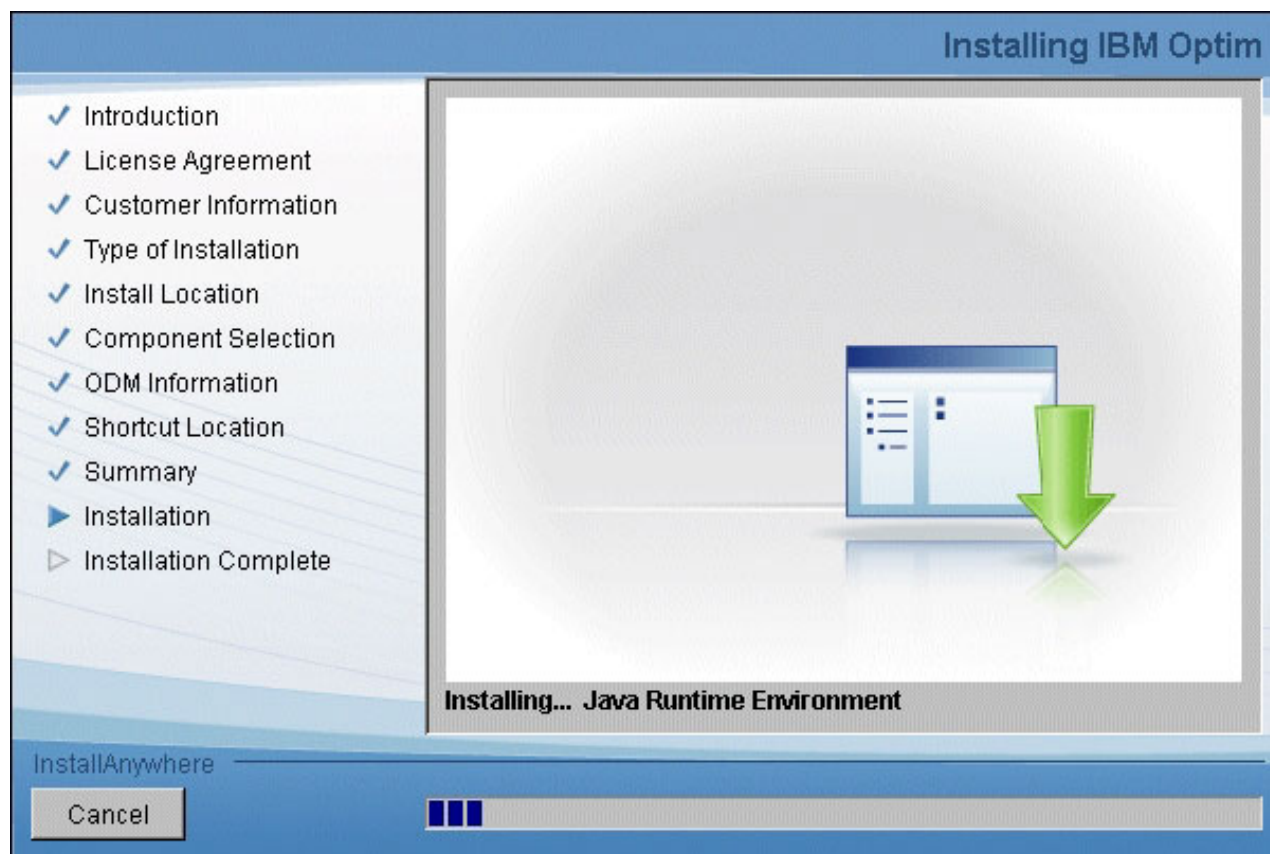 Installing IBM Optim
Introduction
License Agreement
Customer Information
Type of Installation
Install Location
Component Selection
ODM Information
Shortcut Location
Summary
Installation
Installation Complete
Installing... Java Runtime Environment
InstallAnywhere
Cancel